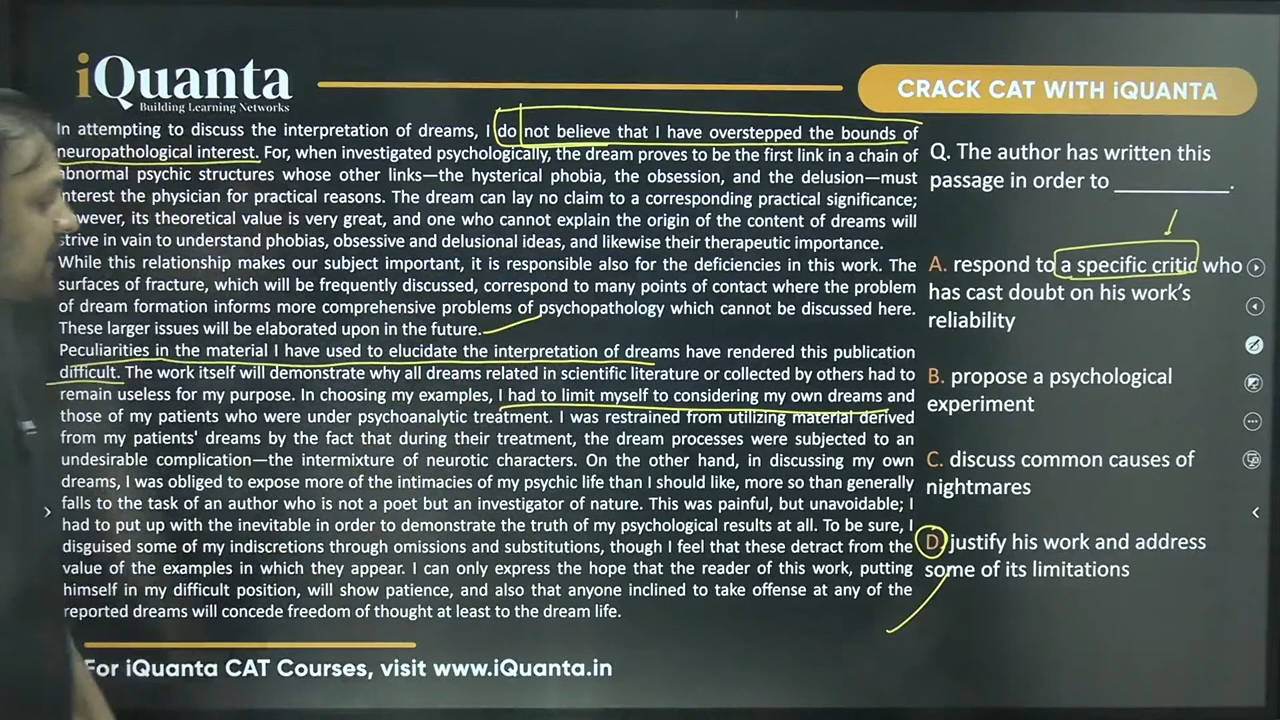 iQuanta
Building Learning Networks
CRACK CAT WITH iQUANTA
In attempting to discuss the interpretation of dreams, I do not believe that I have overstepped the bounds of
neuropathological interest. For, when investigated psychologically, the dream proves to be the first link in a chain of
abnormal psychic structures whose other links—the hysterical phobia, the obsession, and the delusion—must
interest the physician for practical reasons. The dream can lay no claim to a corresponding practical significance;
however, its theoretical value is very great, and one who cannot explain the origin of the content of dreams will
strive in vain to understand phobias, obsessive and delusional ideas, and likewise their therapeutic importance.
While this relationship makes our subject important, it is responsible also for the deficiencies in this work. The
surfaces of fracture, which will be frequently discussed, correspond to many points of contact where the problem
of dream formation informs more comprehensive problems of psychopathology which cannot be discussed here.
These larger issues will be elaborated upon in the future.
Peculiarities in the material I have used to elucidate the interpretation of dreams have rendered this publication
difficult. The work itself will demonstrate why all dreams related in scientific literature or collected by others had to
remain useless for my purpose. In choosing my examples, I had to limit myself to considering my own dreams and
those of my patients who were under psychoanalytic treatment. I was restrained from utilizing material derived
from my patients' dreams by the fact that during their treatment, the dream processes were subjected to an
undesirable complication—the intermixture of neurotic characters. On the other hand, in discussing my own
dreams, I was obliged to expose more of the intimacies of my psychic life than I should like, more so than generally
falls to the task of an author who is not a poet but an investigator of nature. This was painful, but unavoidable; I
had to put up with the inevitable in order to demonstrate the truth of my psychological results at all. To be sure, I
disguised some of my indiscretions through omissions and substitutions, though I feel that these detract from the
value of the examples in which they appear. I can only express the hope that the reader of this work, putting
himself in my difficult position, will show patience, and also that anyone inclined to take offense at any of the
reported dreams will concede freedom of thought at least to the dream life.
Q. The author has written this
passage in order to __________.
A. respond to a specific critic who
has cast doubt on his work's
reliability
B. propose a psychological
experiment
C. discuss common causes of
nightmares
D. justify his work and address
some of its limitations
For iQuanta CAT Courses, visit www.iQuanta.in